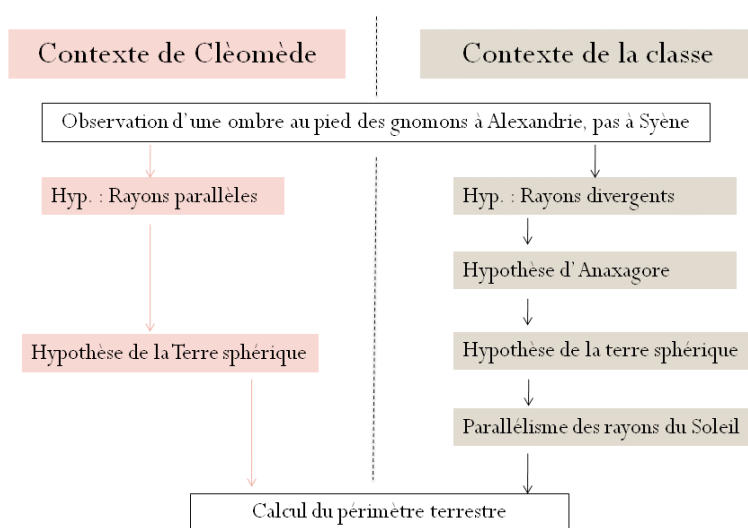 Contexte de Clèomède
Contexte de la classe
Observation d'une ombre au pied des gnomons à Alexandrie, pas à Syène
Hyp. : Rayons parallèles
Hyp. : Rayons divergents
Hypothèse d'Anaxagore
Hypothèse de la Terre sphérique
Hypothèse de la terre sphérique
Parallélisme des rayons du Soleil
Calcul du périmètre terrestre